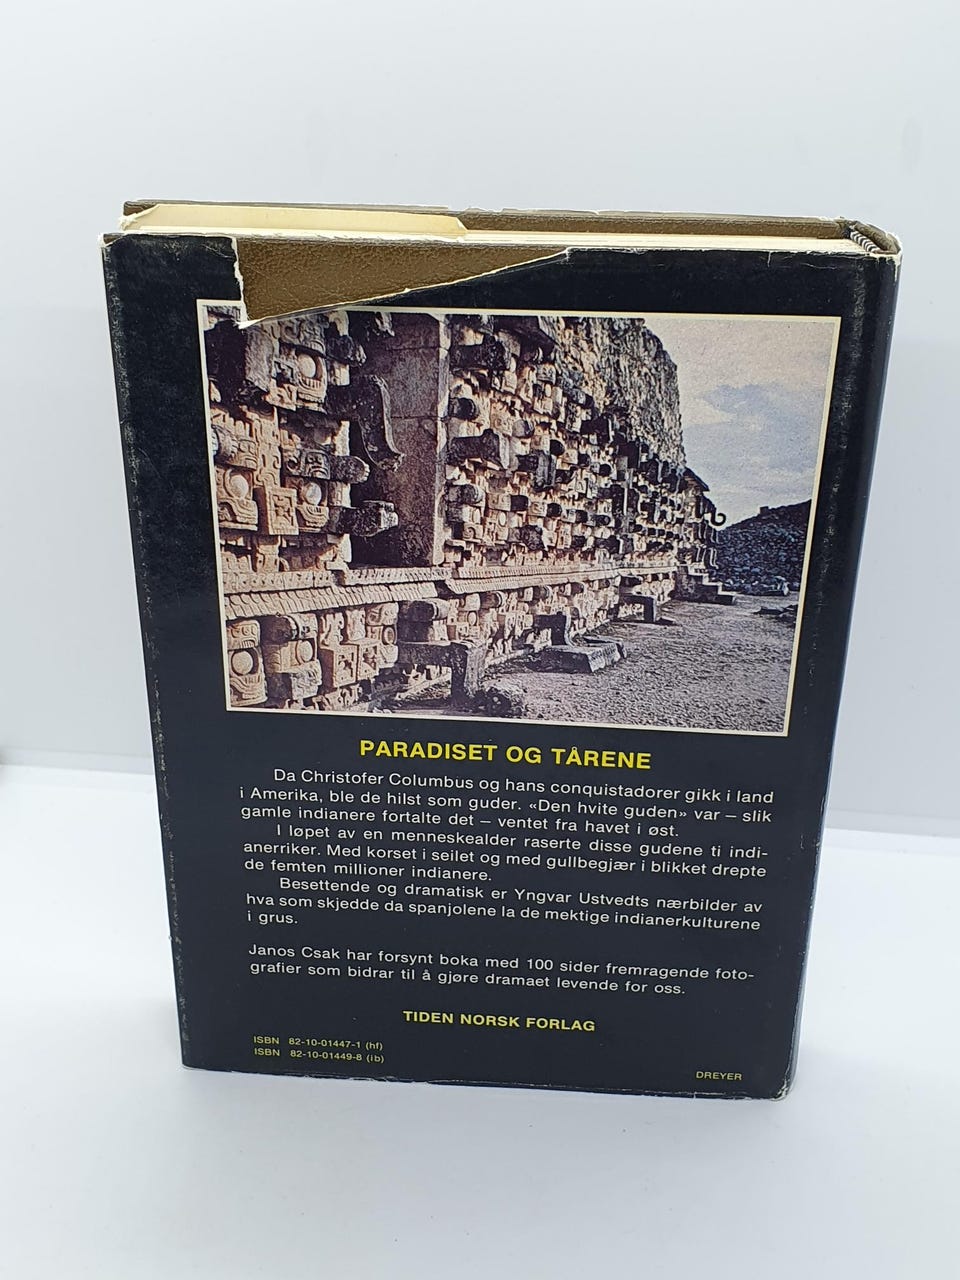 PARADISET OG TÅRENE
Da Christofer Columbus og hans conquistadorer gikk i land
i Amerika, ble de hilst som guder. «Den hvite guden» var – slik
gamle indianere fortalte det – ventet fra havet i øst.
I løpet av en menneskealder raserte disse gudene ti indi-
anerriker. Med korset i seilet og med gullbegjær i blikket drepte
de femten millioner indianere.
Besettende og dramatisk er Yngvar Ustvedts nærbilder av
hva som skjedde da spanjolene la de mektige indianerkulturene
i grus.
Janos Csak har forsynt boka med 100 sider fremragende foto-
grafier som bidrar til å gjøre dramaet levende for oss.
TIDEN NORSK FORLAG
ISBN 82-10-01447-1 (hf)
ISBN 82-10-01449-8 (ib)
DREYER